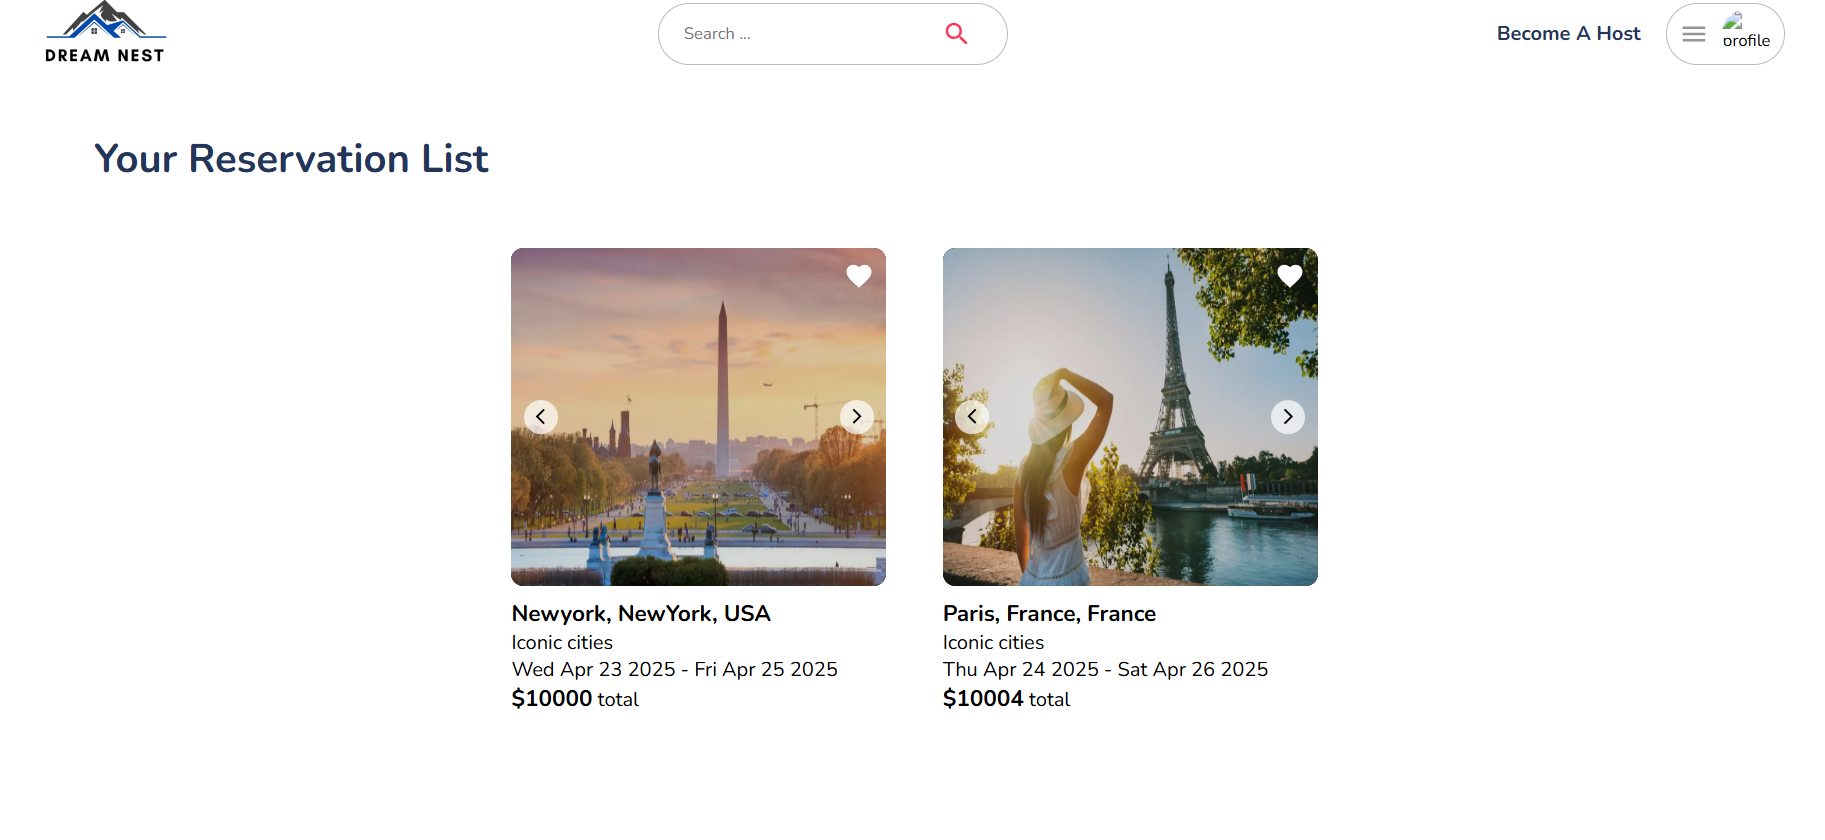 DREAM NEST
Search ...
Become A Host
profile
Your Reservation List
Newyork, NewYork, USA
Iconic cities
Wed Apr 23 2025 - Fri Apr 25 2025
$10000 total
Paris, France, France
Iconic cities
Thu Apr 24 2025 - Sat Apr 26 2025
$10004 total